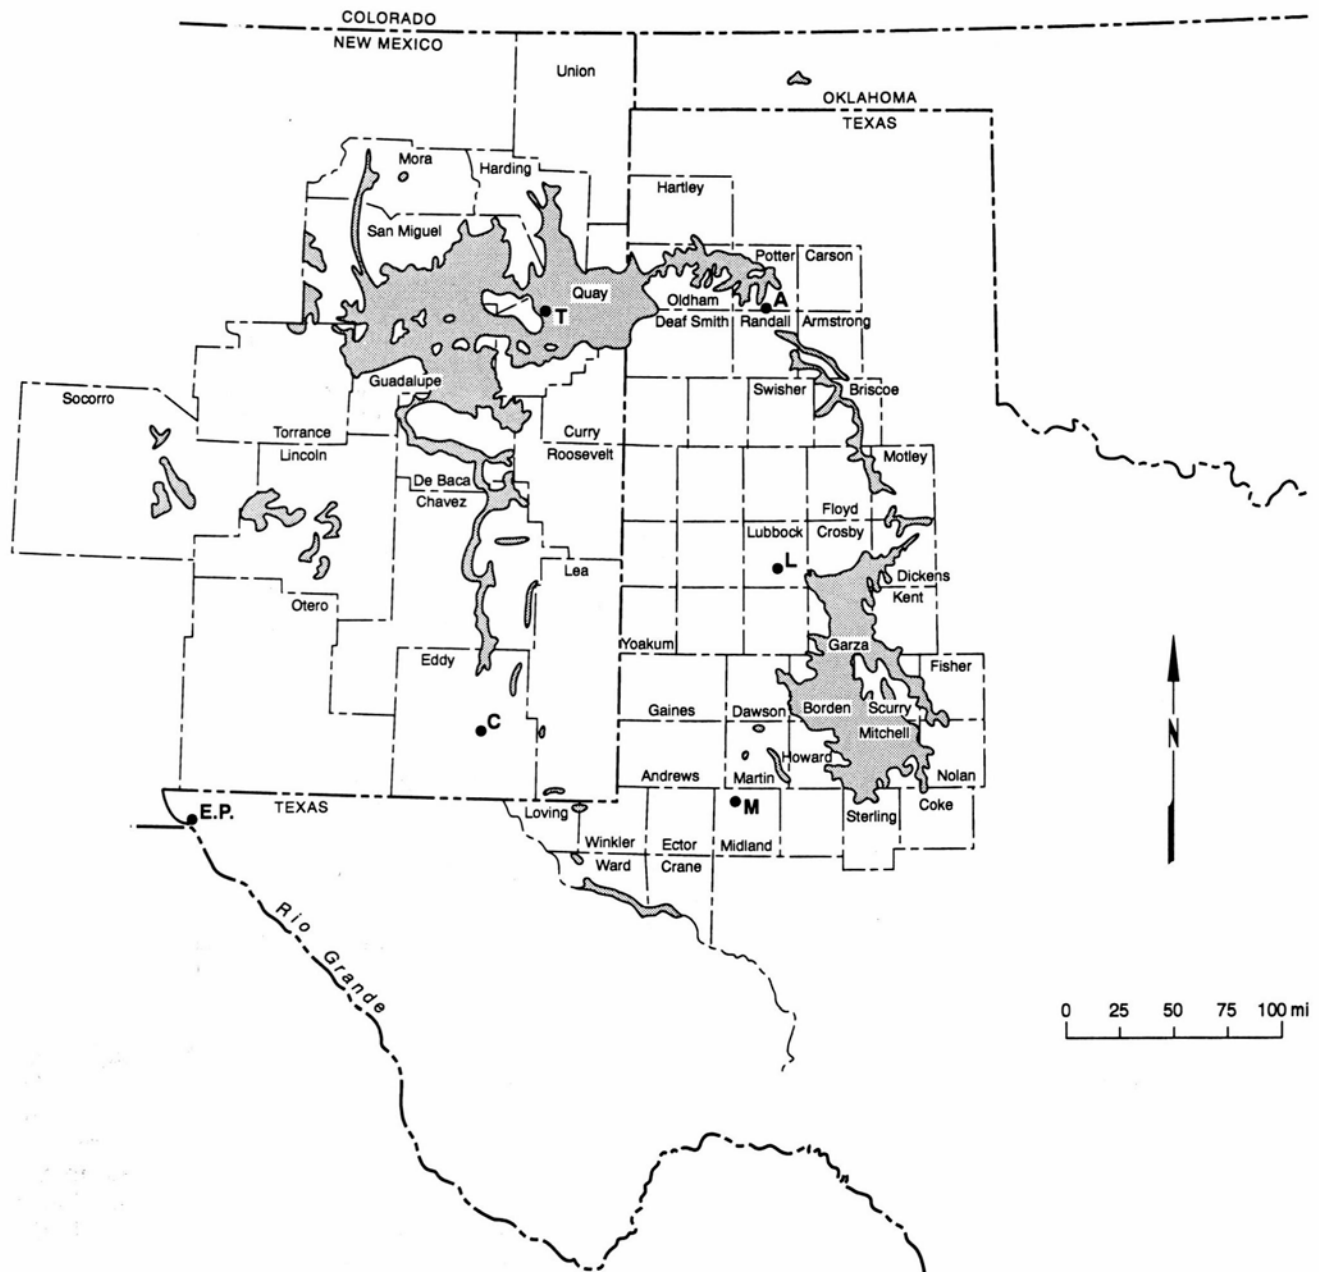 COLORADO
NEW MEXICO
Union
OKLAHOMA
TEXAS
Mora
Harding
Hartley
San Miguel
Potter
Carson
Quay
Oldham
A
T
Deaf Smith
Randall
Armstrong
Guadalupe
Swisher
Briscoe
Socorro
Torrance
Curry
Lincoln
Roosevelt
Motley
De Baca
Chavez
Floyd
Lubbock
Crosby
L
Lea
Dickens
Kent
Otero
Yoakum
Garza
Eddy
Fisher
Gaines
Dawson
Borden
Scurry
C
Mitchell
N
Howard
Andrews
Martin
Nolan
TEXAS
E.P.
Loving
M
Sterling
Coke
Winkler
Ector
Midland
Ward
Crane
Rio Grande
0 25 50 75 100 mi